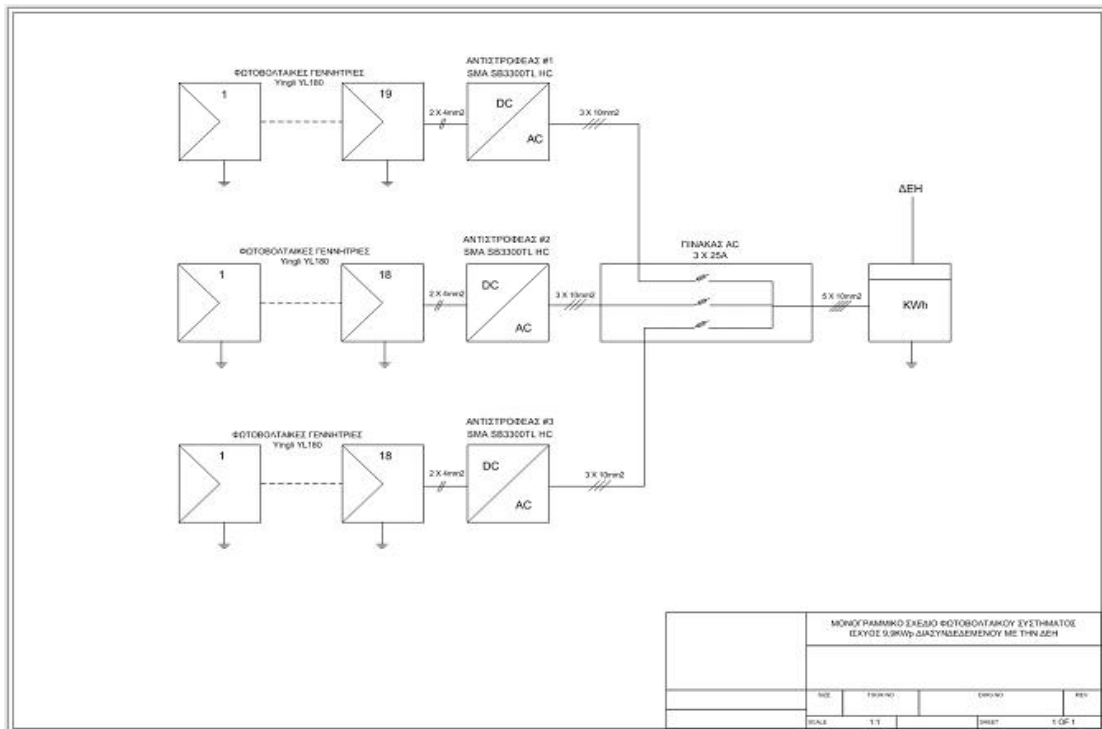 ΑΝΤΙΣΤΡΟΦΕΑΣ #1
SMA SB3300TL HC
ΦΩΤΟΒΟΛΤΑΙΚΕΣ ΓΕΝΝΗΤΡΙΕΣ
Yingli YL180
1
19
2 X 4mm2
DC
AC
3 X 10mm2
ΔΕΗ
ΑΝΤΙΣΤΡΟΦΕΑΣ #2
SMA SB3300TL HC
ΦΩΤΟΒΟΛΤΑΙΚΕΣ ΓΕΝΝΗΤΡΙΕΣ
Yingli YL180
1
18
2 X 4mm2
DC
AC
3 X 10mm2
ΠΙΝΑΚΑΣ AC
3 X 25A
5 X 10mm2
KWh
ΑΝΤΙΣΤΡΟΦΕΑΣ #3
SMA SB3300TL HC
ΦΩΤΟΒΟΛΤΑΙΚΕΣ ΓΕΝΝΗΤΡΙΕΣ
Yingli YL180
1
18
2 X 4mm2
DC
AC
3 X 10mm2
ΜΟΝΟΓΡΑΜΜΙΚΟ ΣΧΕΔΙΟ ΦΩΤΟΒΟΛΤΑΙΚΟΥ ΣΥΣΤΗΜΑΤΟΣ
ΙΣΧΥΟΣ 9,9KWp ΔΙΑΣΥΝΔΕΔΕΜΕΝΟΥ ΜΕ ΤΗΝ ΔΕΗ
SIZE
FSCM NO
DWG NO
REV
SCALE
1:1
SHEET
1 OF 1